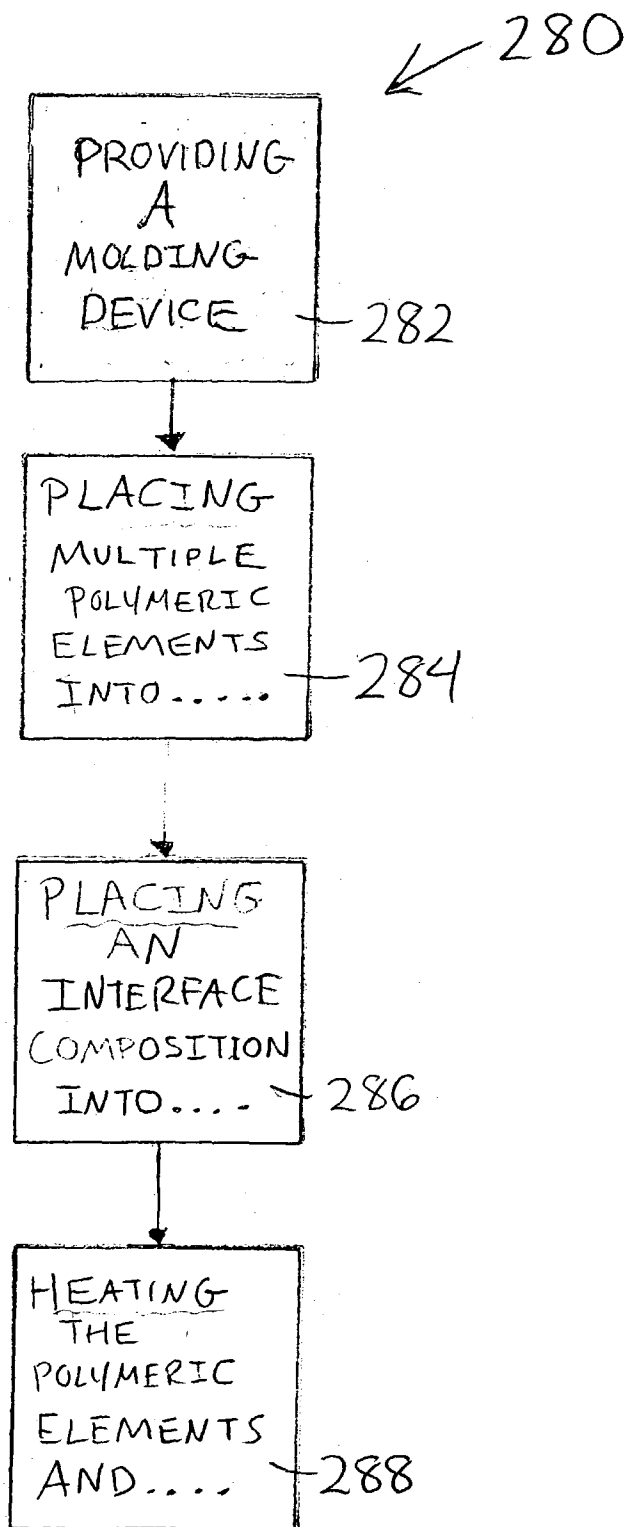 280
PROVIDING
A
MOLDING
DEVICE
282
PLACING
MULTIPLE
POLYMERIC
ELEMENTS
INTO.....
284
PLACING
AN
INTERFACE
COMPOSITION
INTO....
286
HEATING
THE
POLYMERIC
ELEMENTS
AND....
288